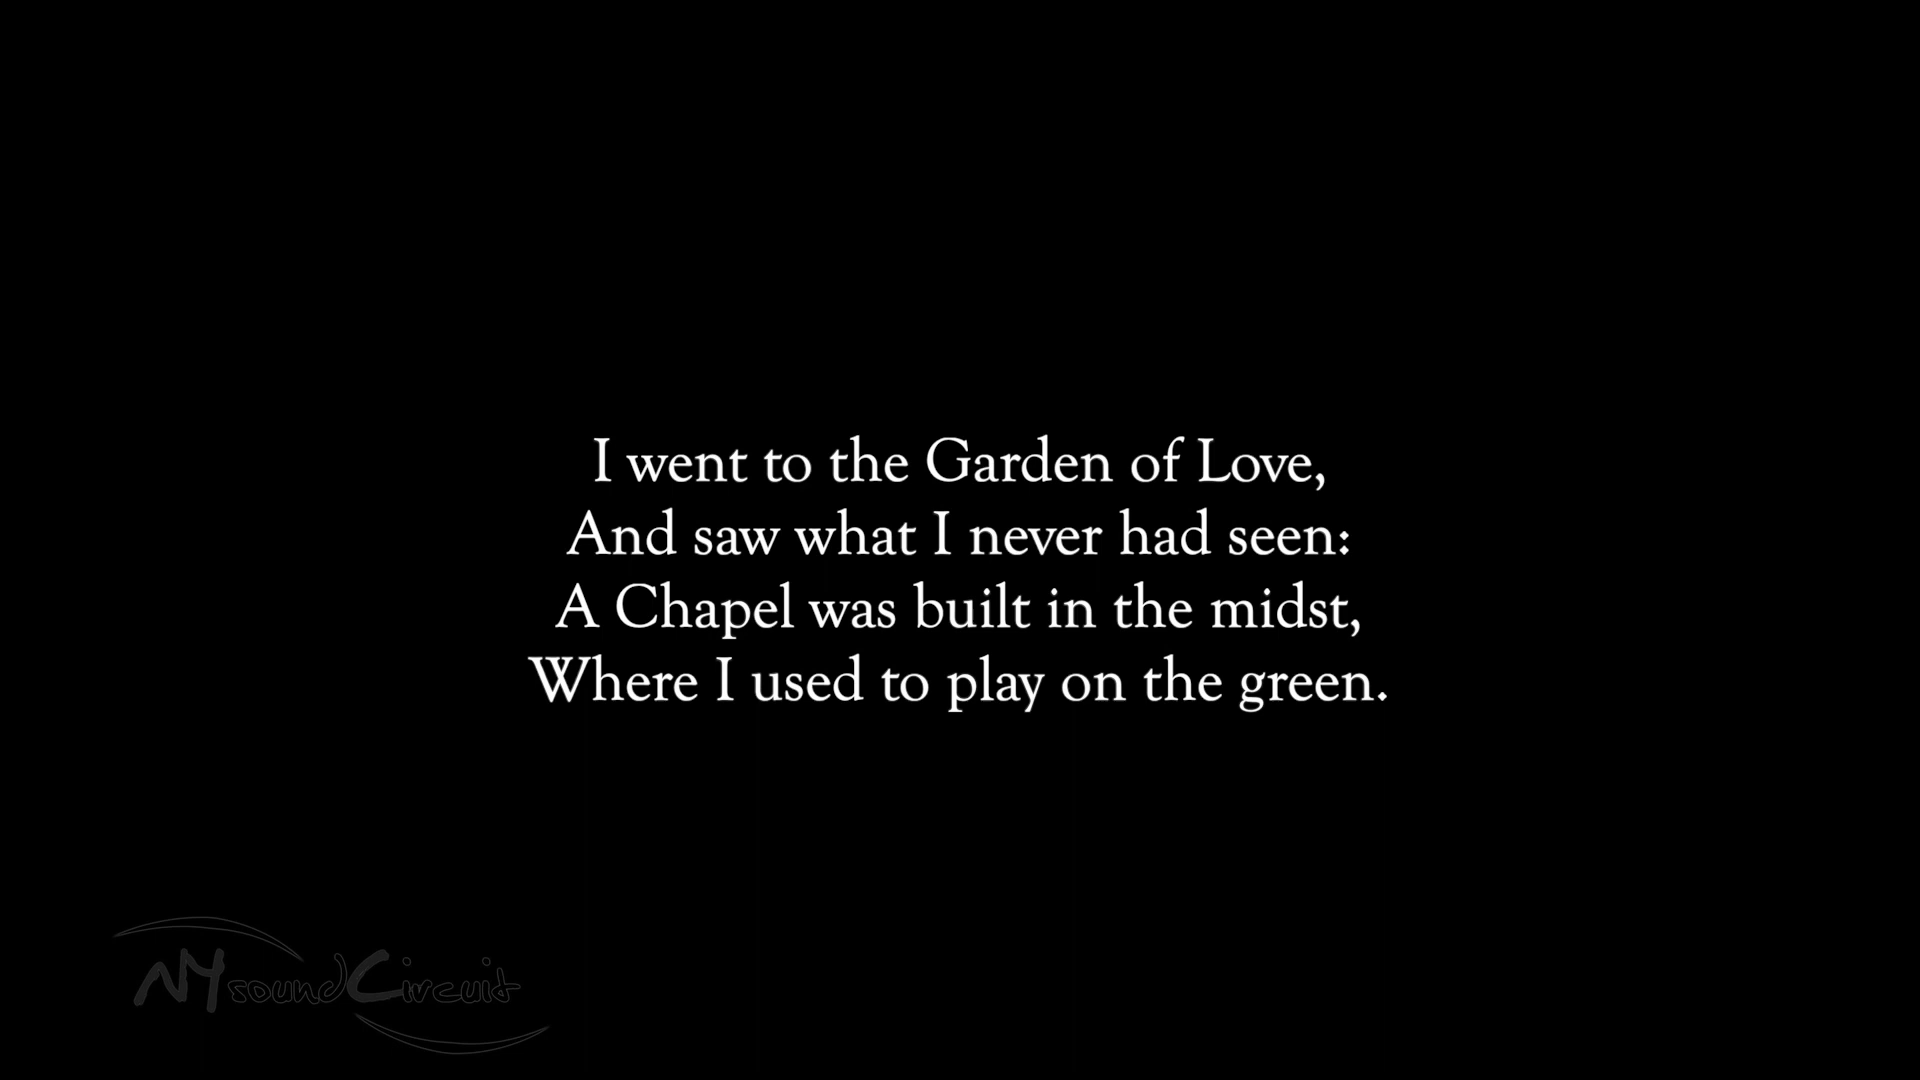 I went to the Garden of Love,
And saw what I never had seen:
A Chapel was built in the midst,
Where I used to play on the green.
NYsoundCircuit